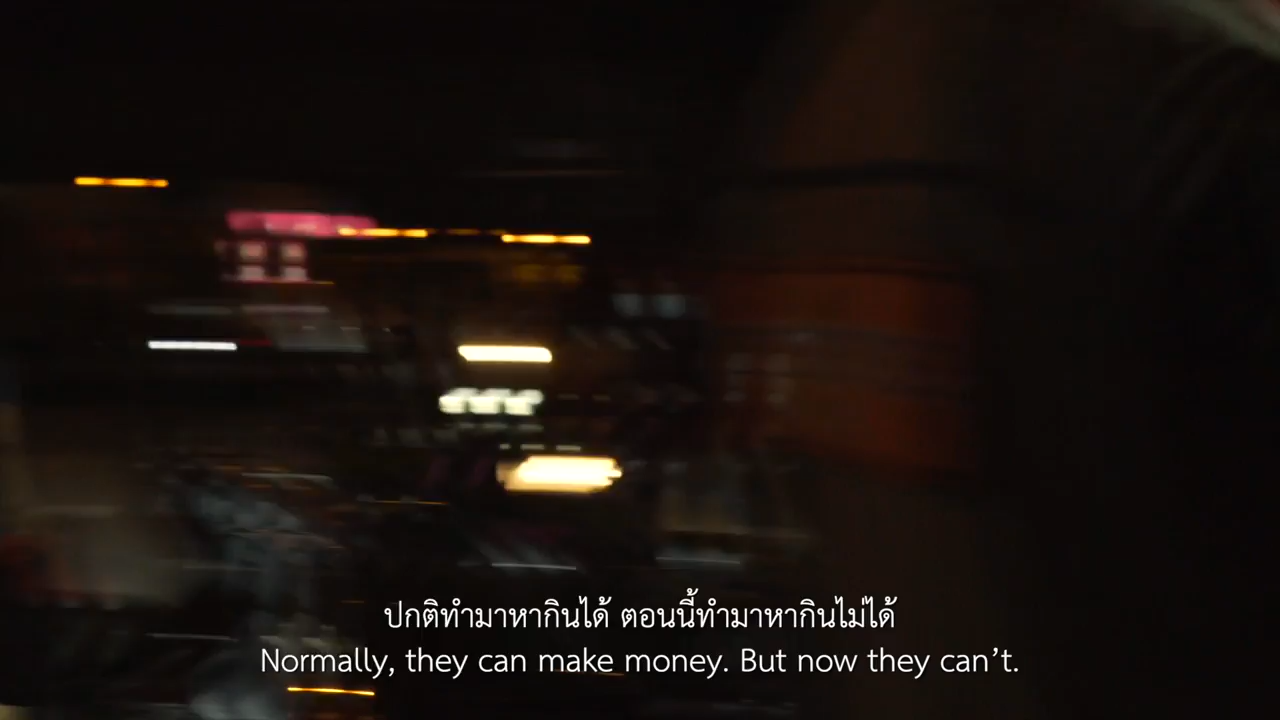 ปกติทำมาหากินได้ ตอนนี้ทำมาหากินไม่ได้
Normally, they can make money. But now they can’t.